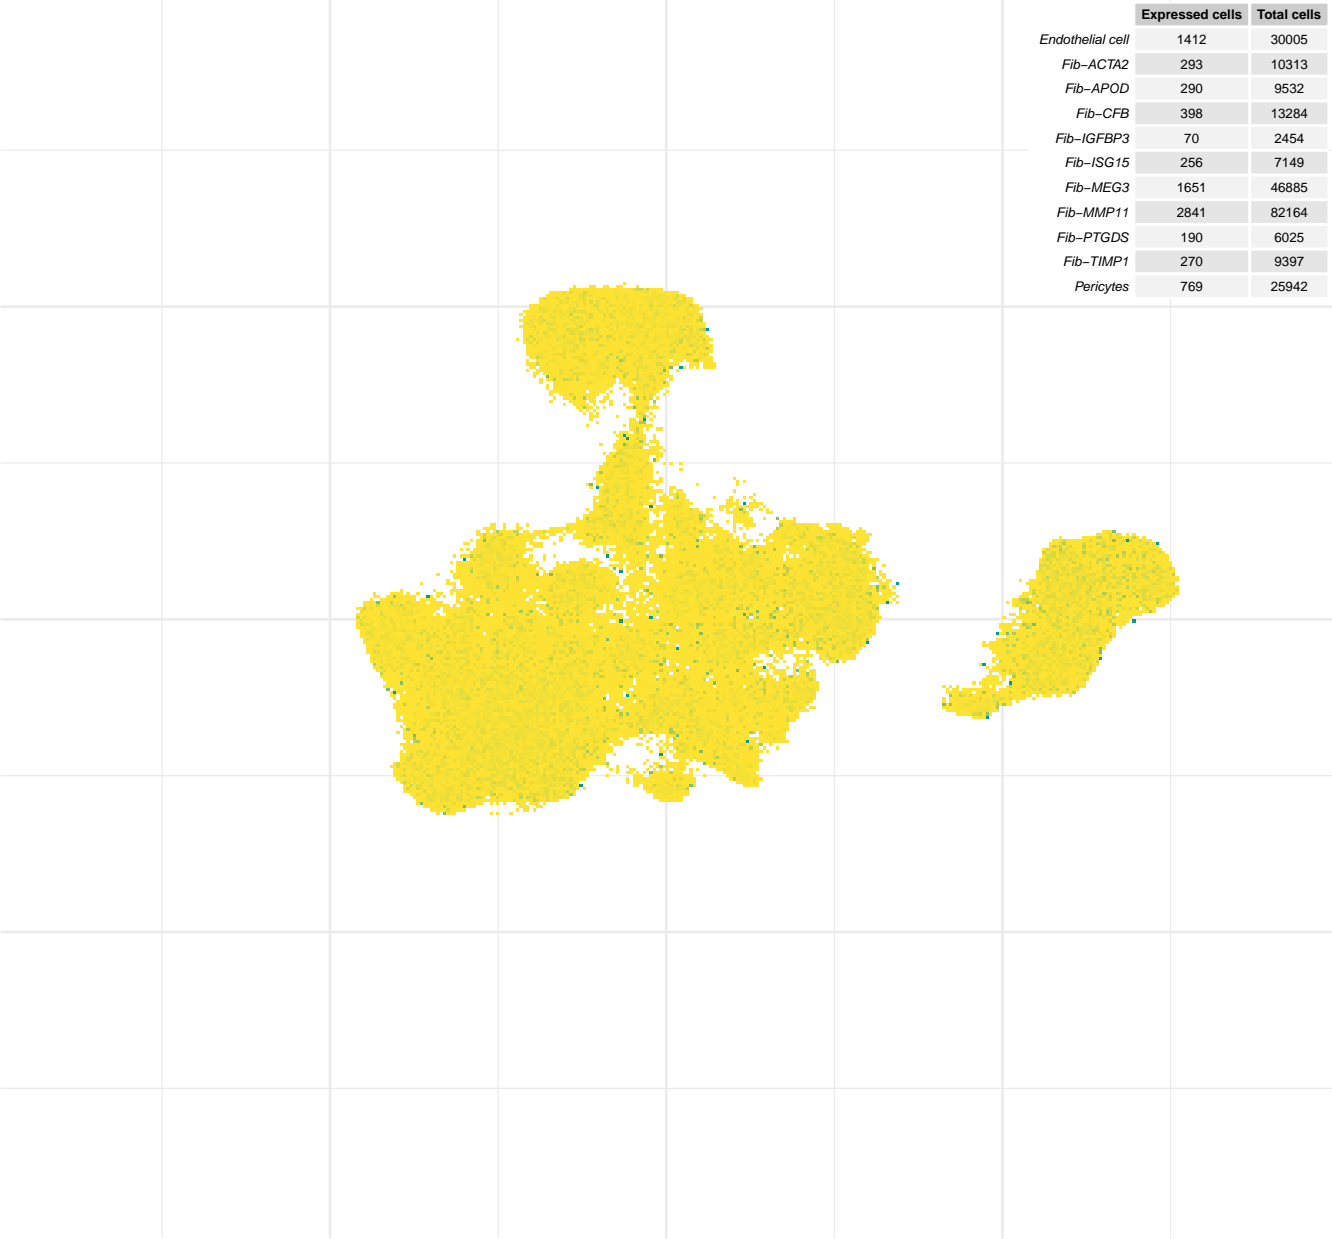 Expressed cells Total cells
Endothelial cell 1412 30005
Fib−ACTA2 293 10313
Fib−APOD 290 9532
Fib−CFB 398 13284
Fib−IGFBP3 70 2454
Fib−ISG15 256 7149
Fib−MEG3 1651 46885
Fib−MMP11 2841 82164
Fib−PTGDS 190 6025
Fib−TIMP1 270 9397
Pericytes 769 25942